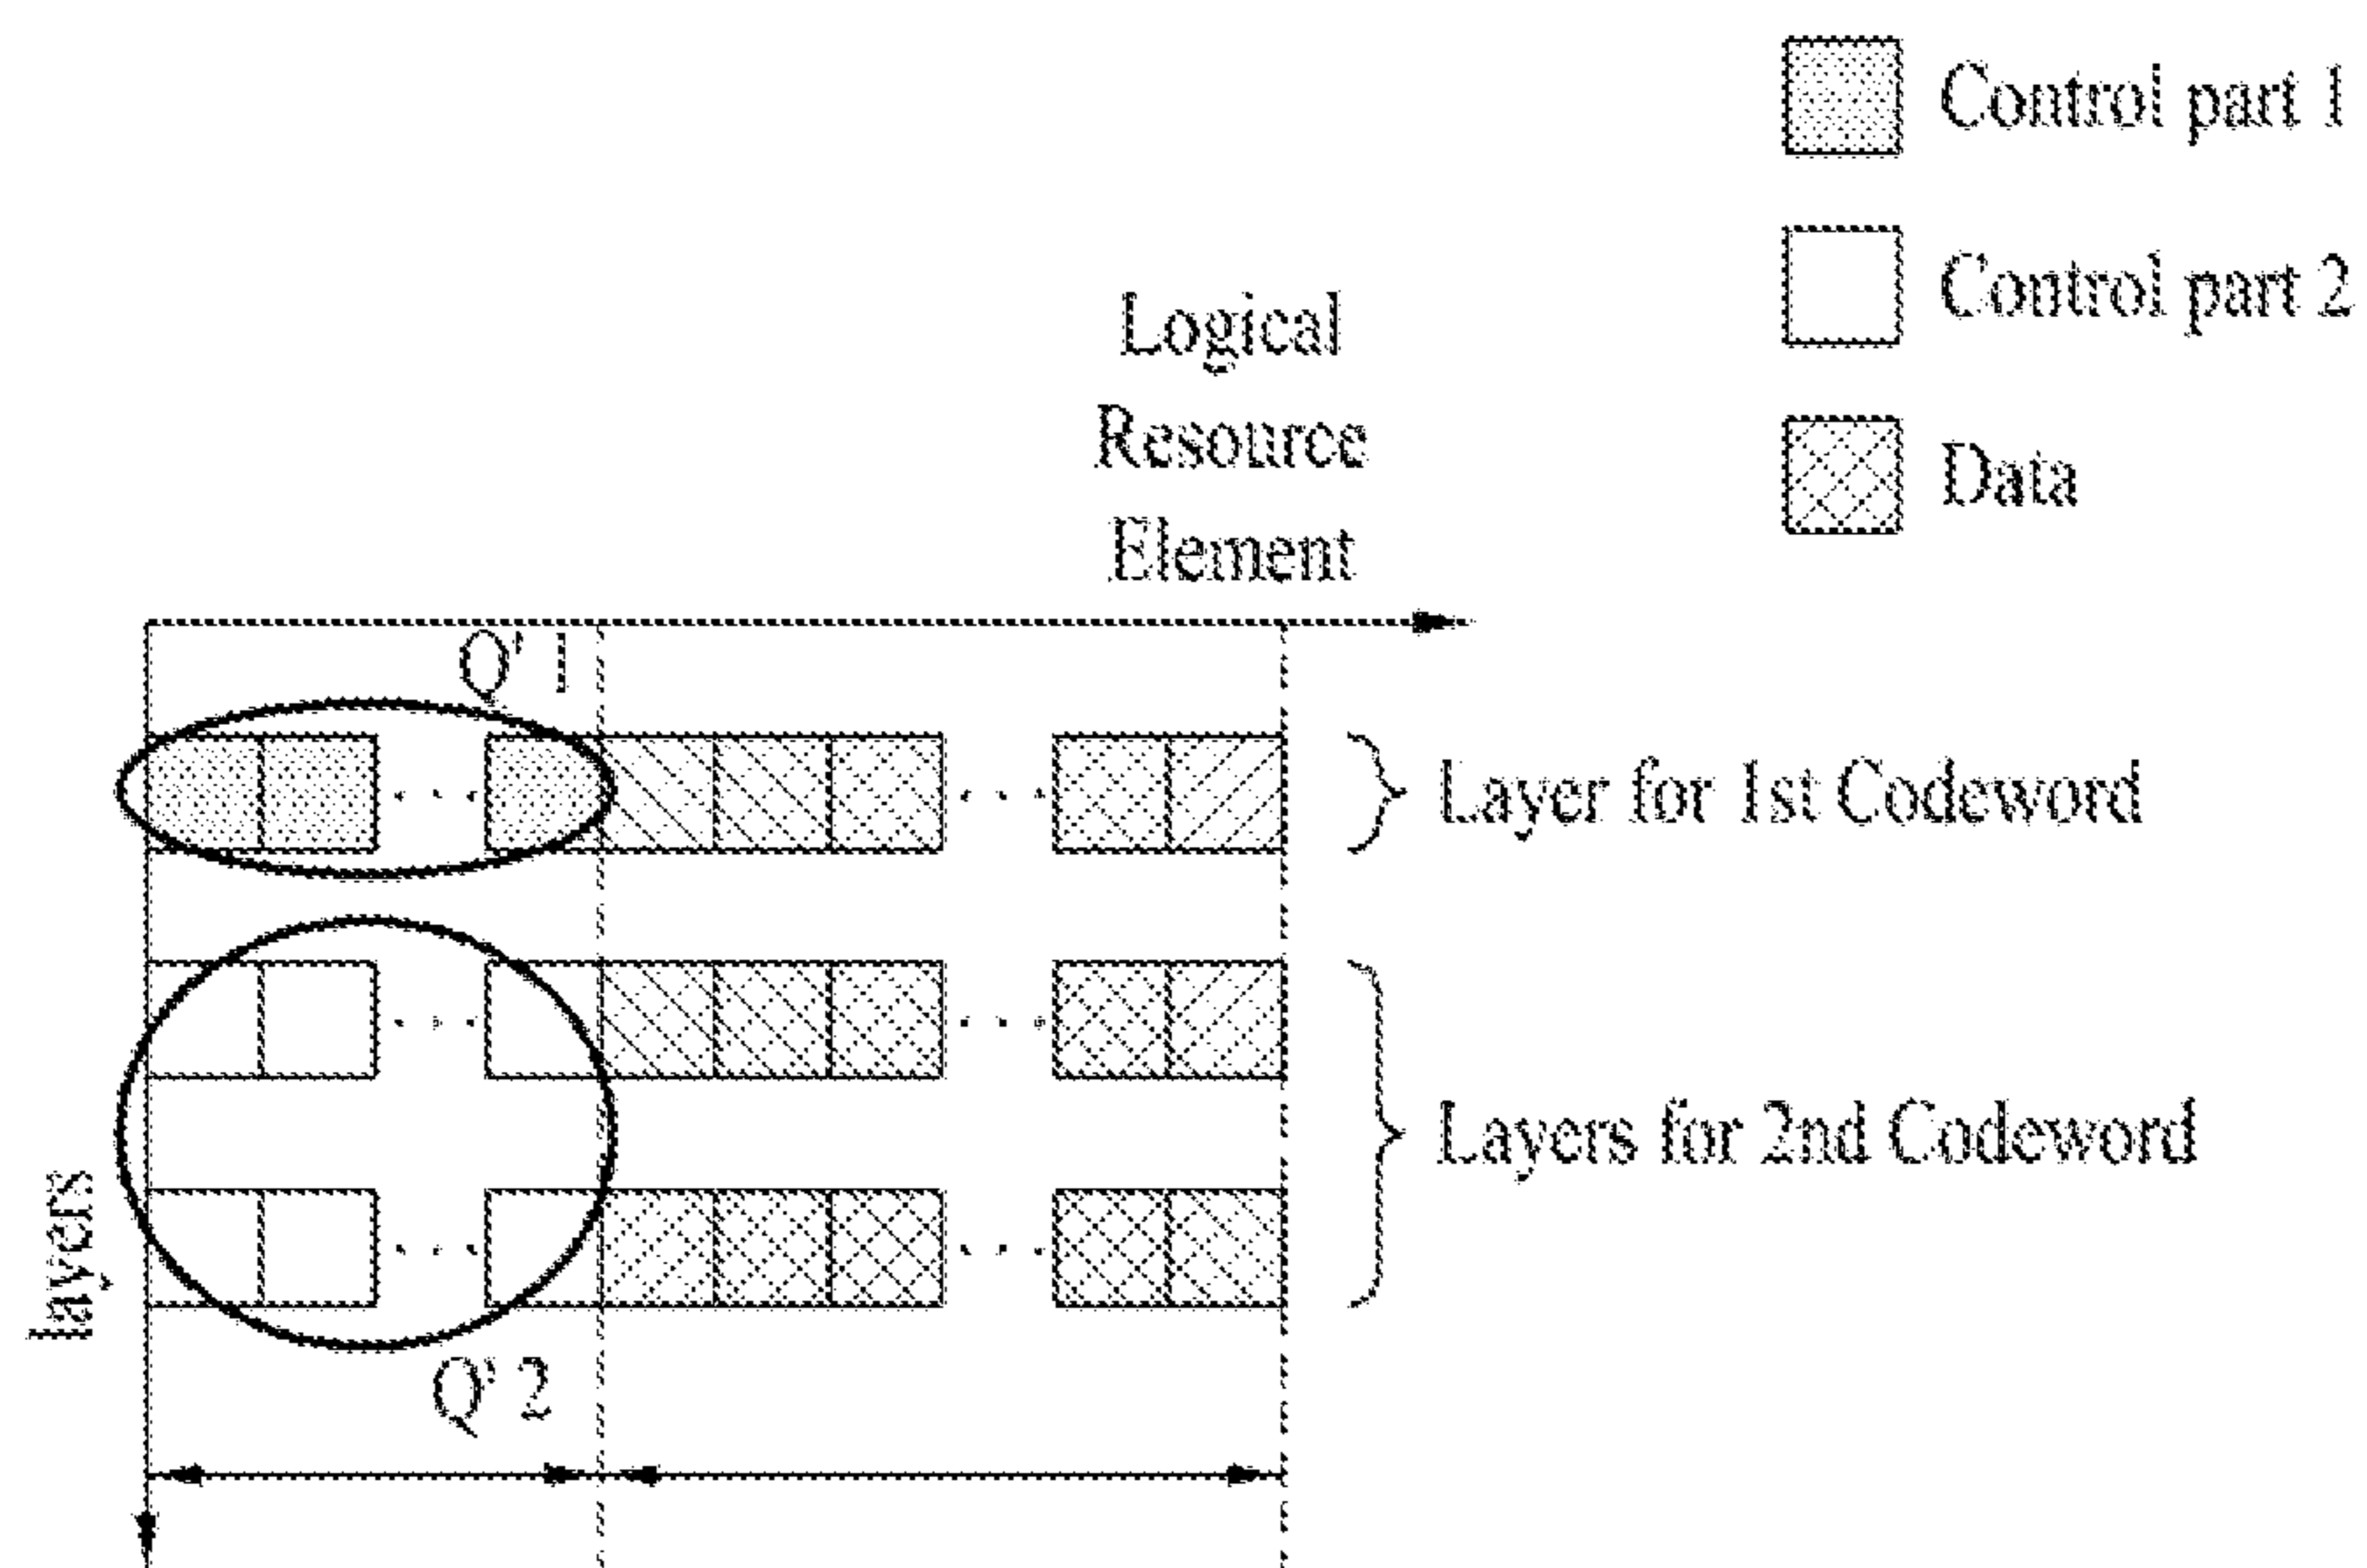 Control part 1
Control part 2
Data
Logical
Resource
Element
Q' 1
Layer for 1st Codeword
Layers for 2nd Codeword
layers
Q' 2